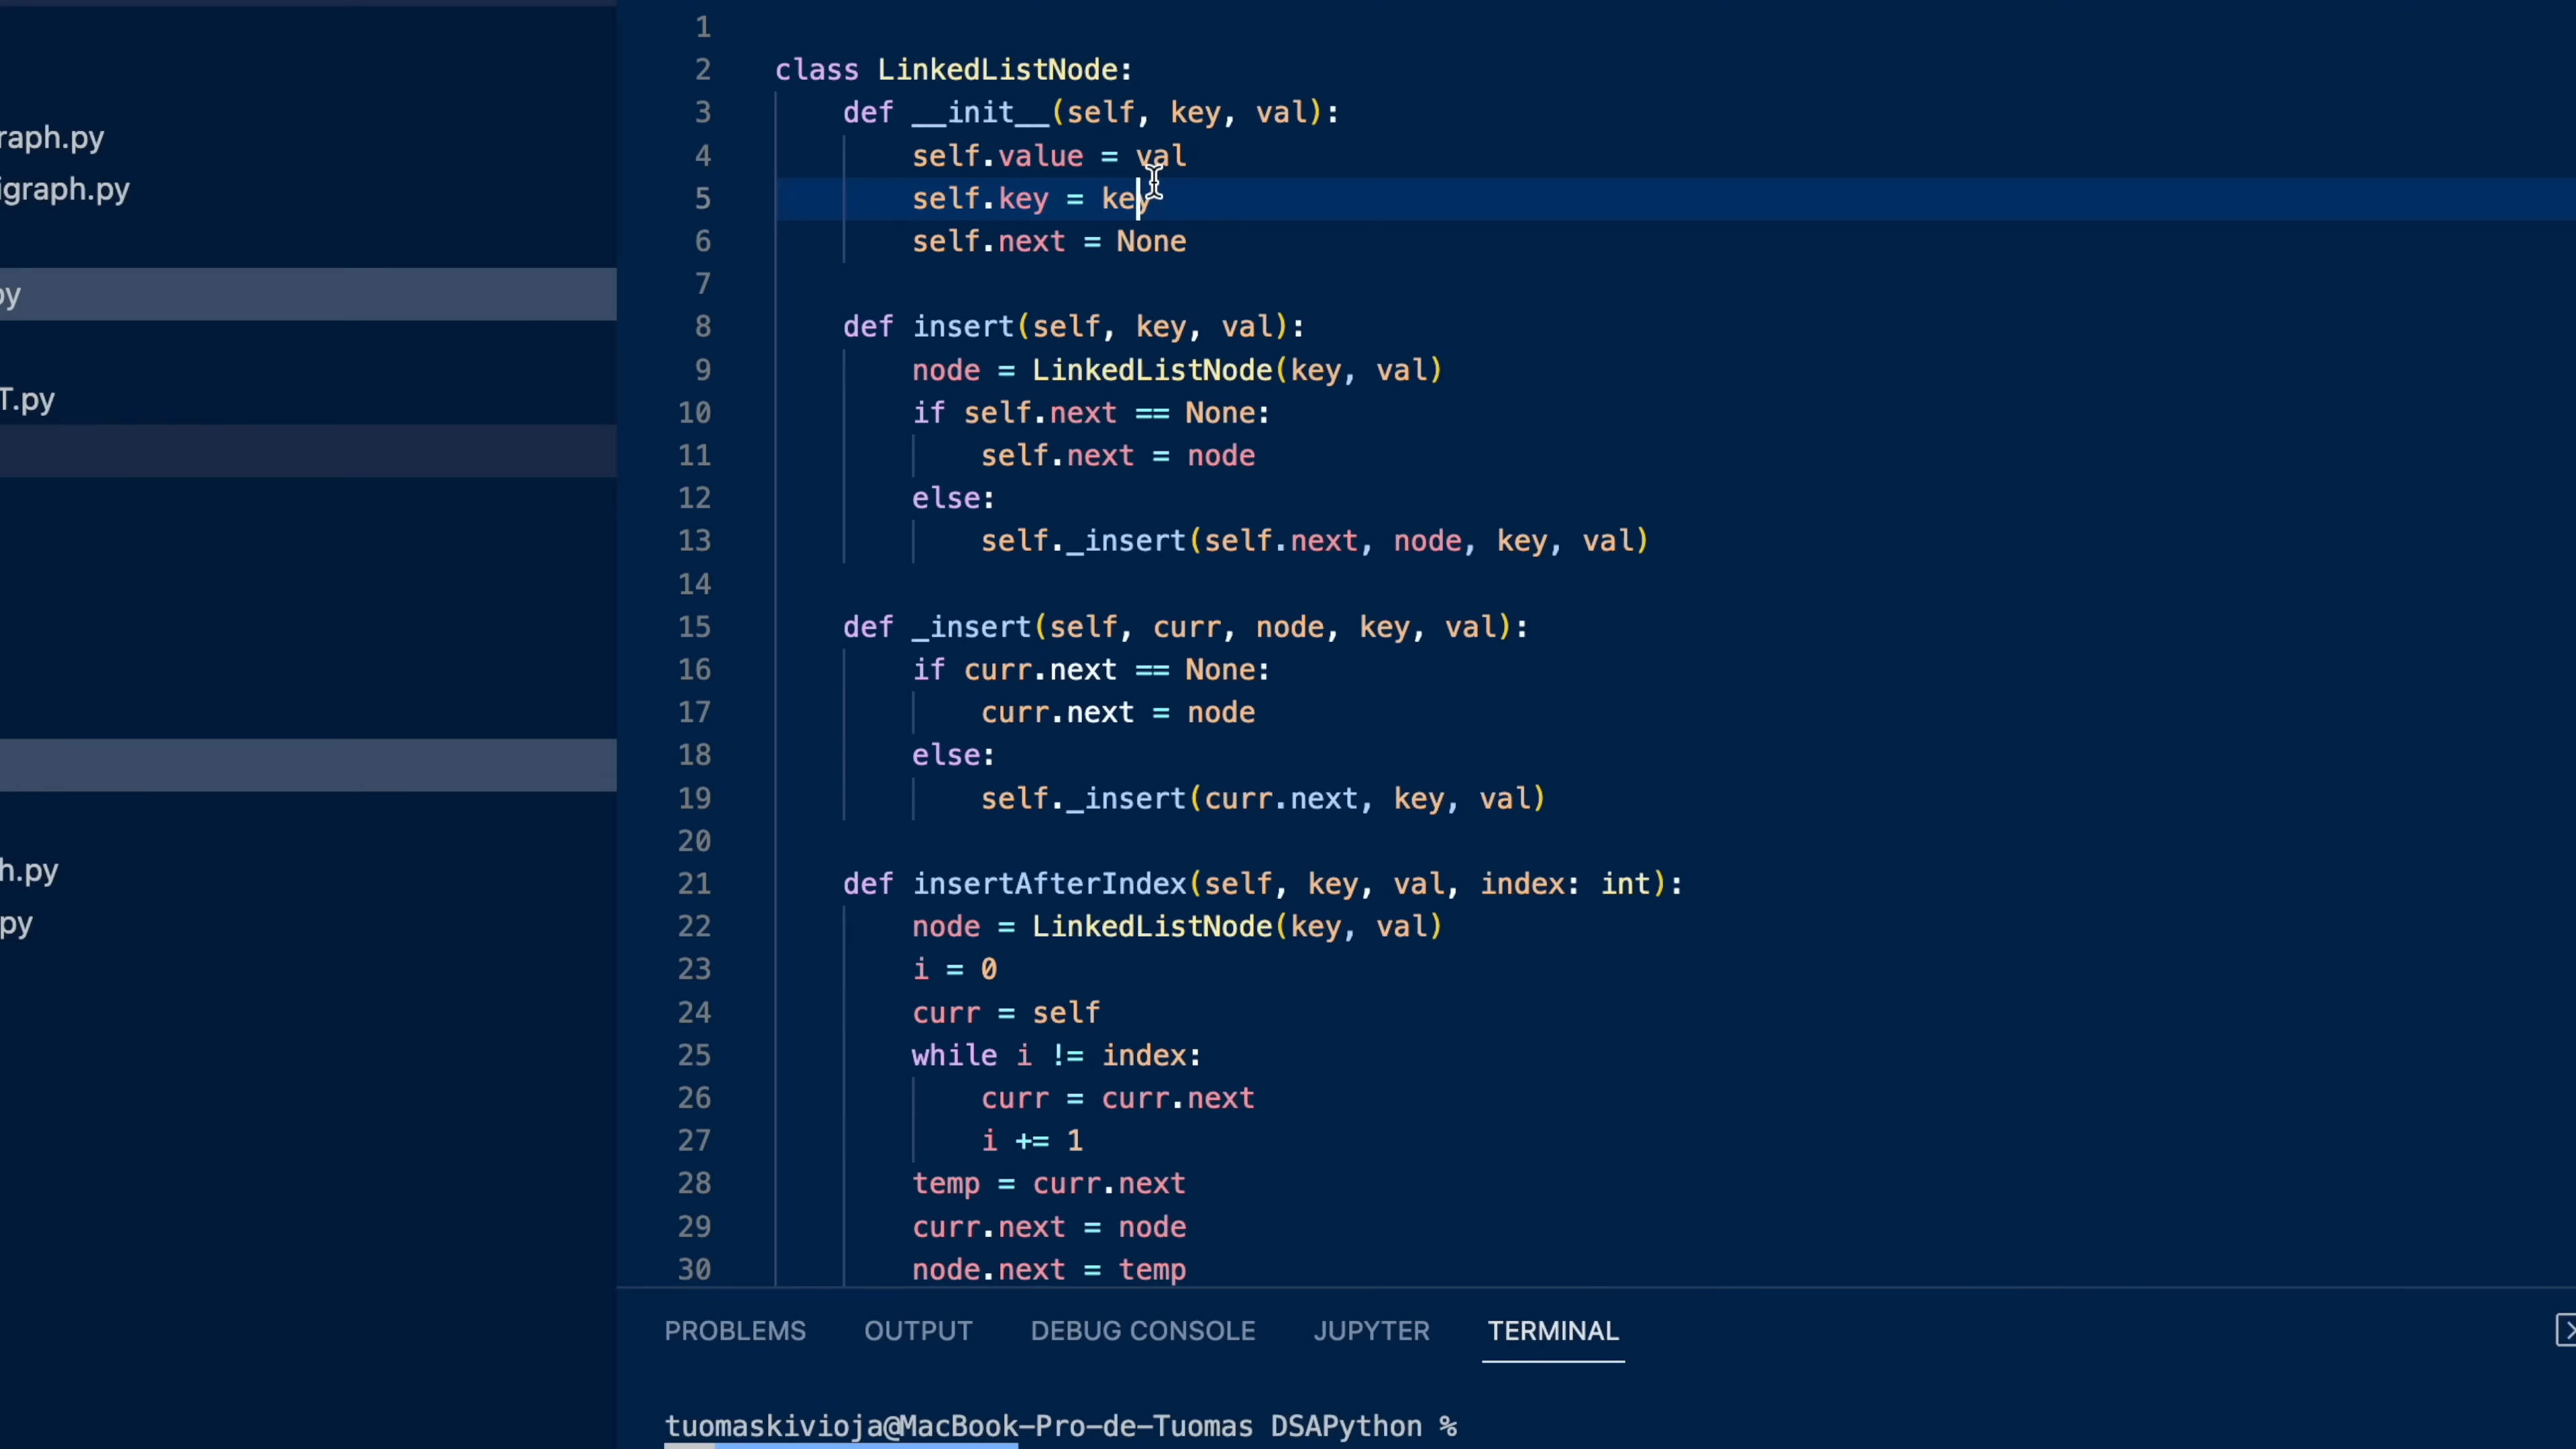 raph.py
igraph.py
py
T.py
h.py
py
1
2 class LinkedListNode:
3 def __init__(self, key, val):
4 self.value = val
5 self.key = key
6 self.next = None
7
8 def insert(self, key, val):
9 node = LinkedListNode(key, val)
10 if self.next == None:
11 self.next = node
12 else:
13 self._insert(self.next, node, key, val)
14
15 def _insert(self, curr, node, key, val):
16 if curr.next == None:
17 curr.next = node
18 else:
19 self._insert(curr.next, key, val)
20
21 def insertAfterIndex(self, key, val, index: int):
22 node = LinkedListNode(key, val)
23 i = 0
24 curr = self
25 while i != index:
26 curr = curr.next
27 i += 1
28 temp = curr.next
29 curr.next = node
30 node.next = temp
PROBLEMS OUTPUT DEBUG CONSOLE JUPYTER TERMINAL
tuomaskivioja@MacBook-Pro-de-Tuomas DSAPython %